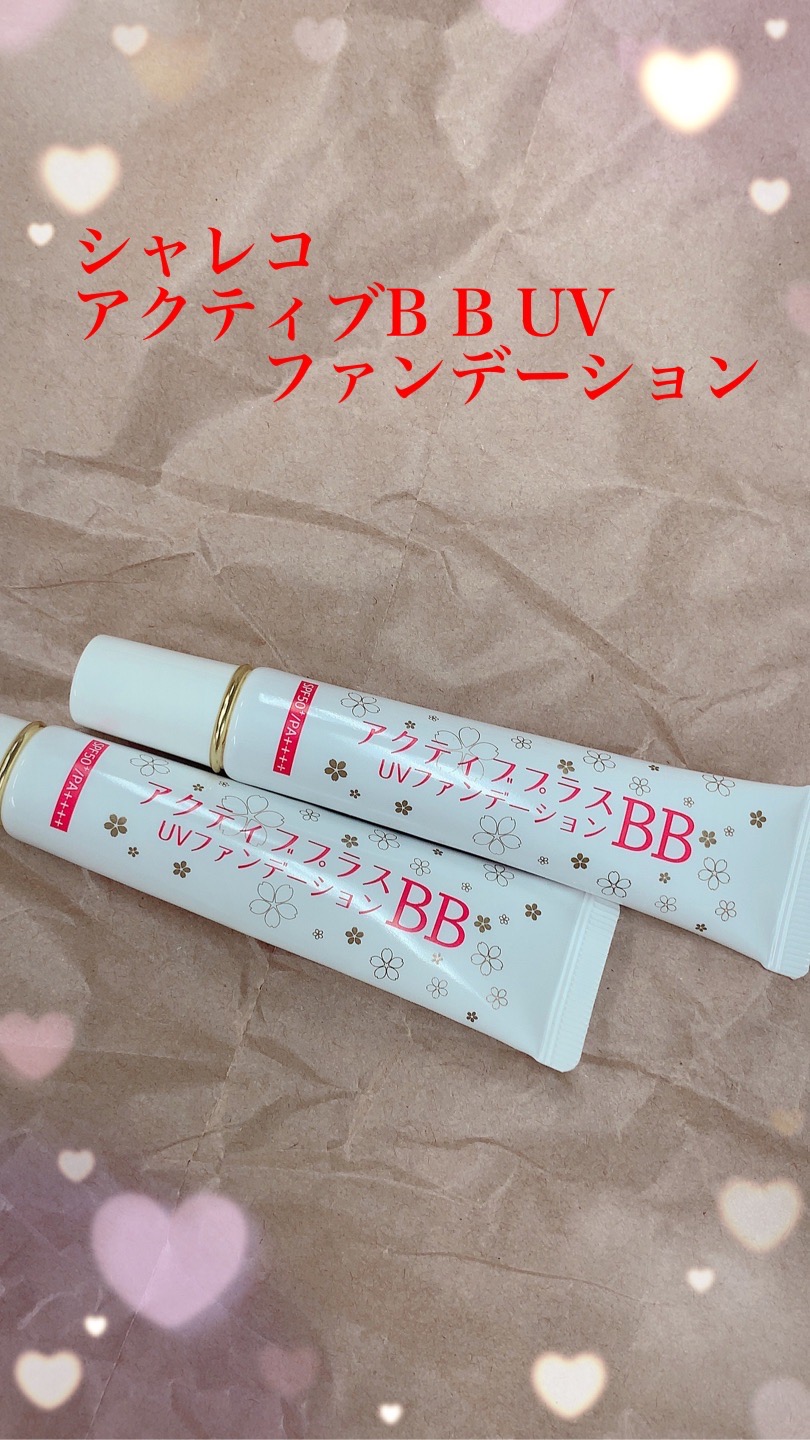 シャレコ
アクティブB B UV
ファンデーション
SPF50⁺/PA++++
アクティブプラス
UVファンデーションBB
SPF50⁺/PA++++
アクティブプラス
UVファンデーションBB